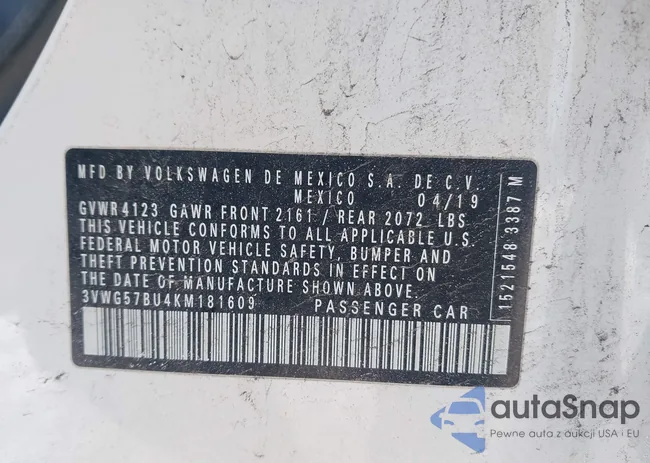 MFD BY VOLKSWAGEN DE MEXICO S.A. DE C.V..
MEXICO 04/19
GVWR 4123 GAWR FRONT 2161 / REAR 2072 LBS
THIS VEHICLE CONFORMS TO ALL APPLICABLE U.S.
FEDERAL MOTOR VEHICLE SAFETY, BUMPER AND
THEFT PREVENTION STANDARDS IN EFFECT ON
THE DATE OF MANUFACTURE SHOWN ABOVE.
3VWG57BU4KM181609 PASSENGER CAR
1521548 3387 M
autaSnap
Pewne auta z aukcji USA i EU